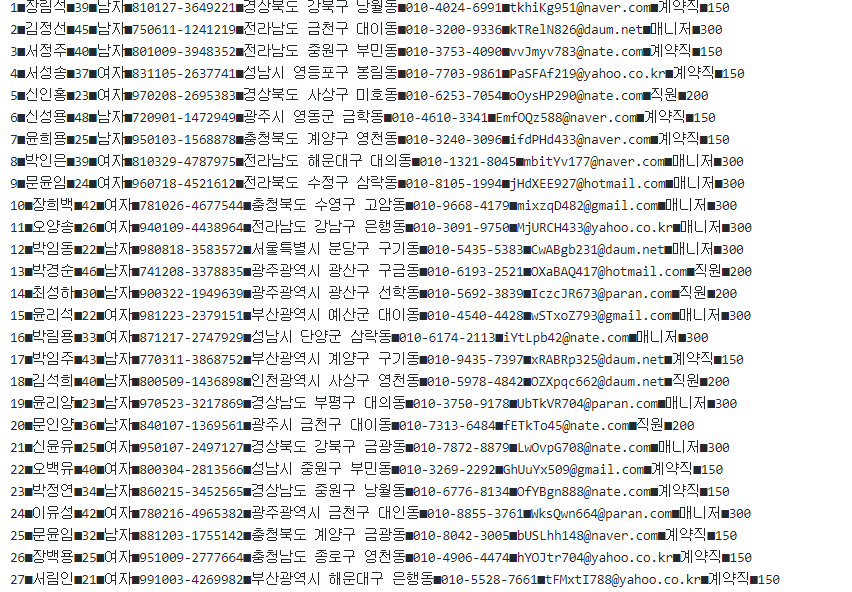 1■장림석■39■남자■810127-3649221■경상북도 강북구 낭월동■010-4024-6991■tkhiKg951@naver.com■계약직■150
2■김정선■45■남자■750611-1241219■전라남도 금천구 대이동■010-3200-9336■kTRelN826@daum.net■매니저■300
3■서정주■40■남자■801009-3948352■전라남도 중원구 부민동■010-3753-4090■vvJmyv783@nate.com■계약직■150
4■서성송■37■여자■831105-2637741■성남시 영등포구 봉림동■010-7703-9861■PaSFAf219@yahoo.co.kr■계약직■150
5■신인홍■23■여자■970208-2695383■경상북도 사상구 미호동■010-6253-7054■oOysHP290@nate.com■직원■200
6■신성용■48■남자■720901-1472949■광주시 영동군 금학동■010-4610-3341■EmfOQz588@naver.com■계약직■150
7■윤희용■25■남자■950103-1568878■충청북도 계양구 영천동■010-3240-3096■ifdPHd433@naver.com■계약직■150
8■박인은■39■여자■810329-4787975■전라남도 해운대구 대의동■010-1321-8045■mbitYv177@naver.com■매니저■300
9■문윤임■24■여자■960718-4521612■전라북도 수정구 삼락동■010-8105-1994■jHdXEE927@hotmail.com■매니저■300
10■장희백■42■여자■781026-4677544■충청북도 수영구 고암동■010-9668-4179■mixzqD482@gmail.com■매니저■300
11■오양송■26■여자■940109-4438964■전라남도 강남구 은행동■010-3091-9750■MjURCH433@yahoo.co.kr■매니저■300
12■박임동■22■남자■980818-3583572■서울특별시 분당구 구기동■010-5435-5383■CwABgb231@daum.net■매니저■300
13■박경순■46■남자■741208-3378835■광주광역시 광산구 구금동■010-6193-2521■OXaBAQ417@hotmail.com■직원■200
14■최성하■30■남자■900322-1949639■광주광역시 광산구 선학동■010-5692-3839■IczcJR673@paran.com■직원■200
15■윤리석■22■여자■981223-2379151■부산광역시 예산군 대이동■010-4540-4428■wSTxoZ793@gmail.com■매니저■300
16■박림용■33■여자■871217-2747929■성남시 단양군 삼락동■010-6174-2113■iYtLpb42@nate.com■매니저■300
17■박임주■43■남자■770311-3868752■부산광역시 계양구 구기동■010-9435-7397■xRABRp325@daum.net■계약직■150
18■김석희■40■남자■800509-1436898■인천광역시 사상구 영천동■010-5978-4842■OZXpqc662@daum.net■직원■200
19■윤리양■23■남자■970523-3217869■경상남도 부평구 대의동■010-3750-9178■UbTkVR704@paran.com■매니저■300
20■문인양■36■남자■840107-1369561■광주시 금천구 대이동■010-7313-6484■fETkTo45@nate.com■직원■200
21■신윤유■25■여자■950107-2497127■경상북도 강북구 금광동■010-7872-8879■LwOvpG708@nate.com■매니저■300
22■오백유■40■여자■800304-2813566■성남시 중원구 부민동■010-3269-2292■GhUuYx509@gmail.com■계약직■150
23■박정연■34■남자■860215-3452565■경상남도 중원구 낭월동■010-6776-8134■OfYBgn888@nate.com■계약직■150
24■이유성■42■여자■780216-4965382■광주광역시 금천구 대인동■010-8855-3761■WksQwn664@paran.com■매니저■300
25■문윤임■32■남자■881203-1755142■충청북도 계양구 금광동■010-8042-3005■bUSLhh148@naver.com■계약직■150
26■장백용■25■여자■951009-2777664■충청남도 종로구 영천동■010-4906-4474■hYOJtr704@yahoo.co.kr■계약직■150
27■서림인■21■여자■991003-4269982■부산광역시 해운대구 은행동■010-5528-7661■tFMxtI788@yahoo.co.kr■계약직■150